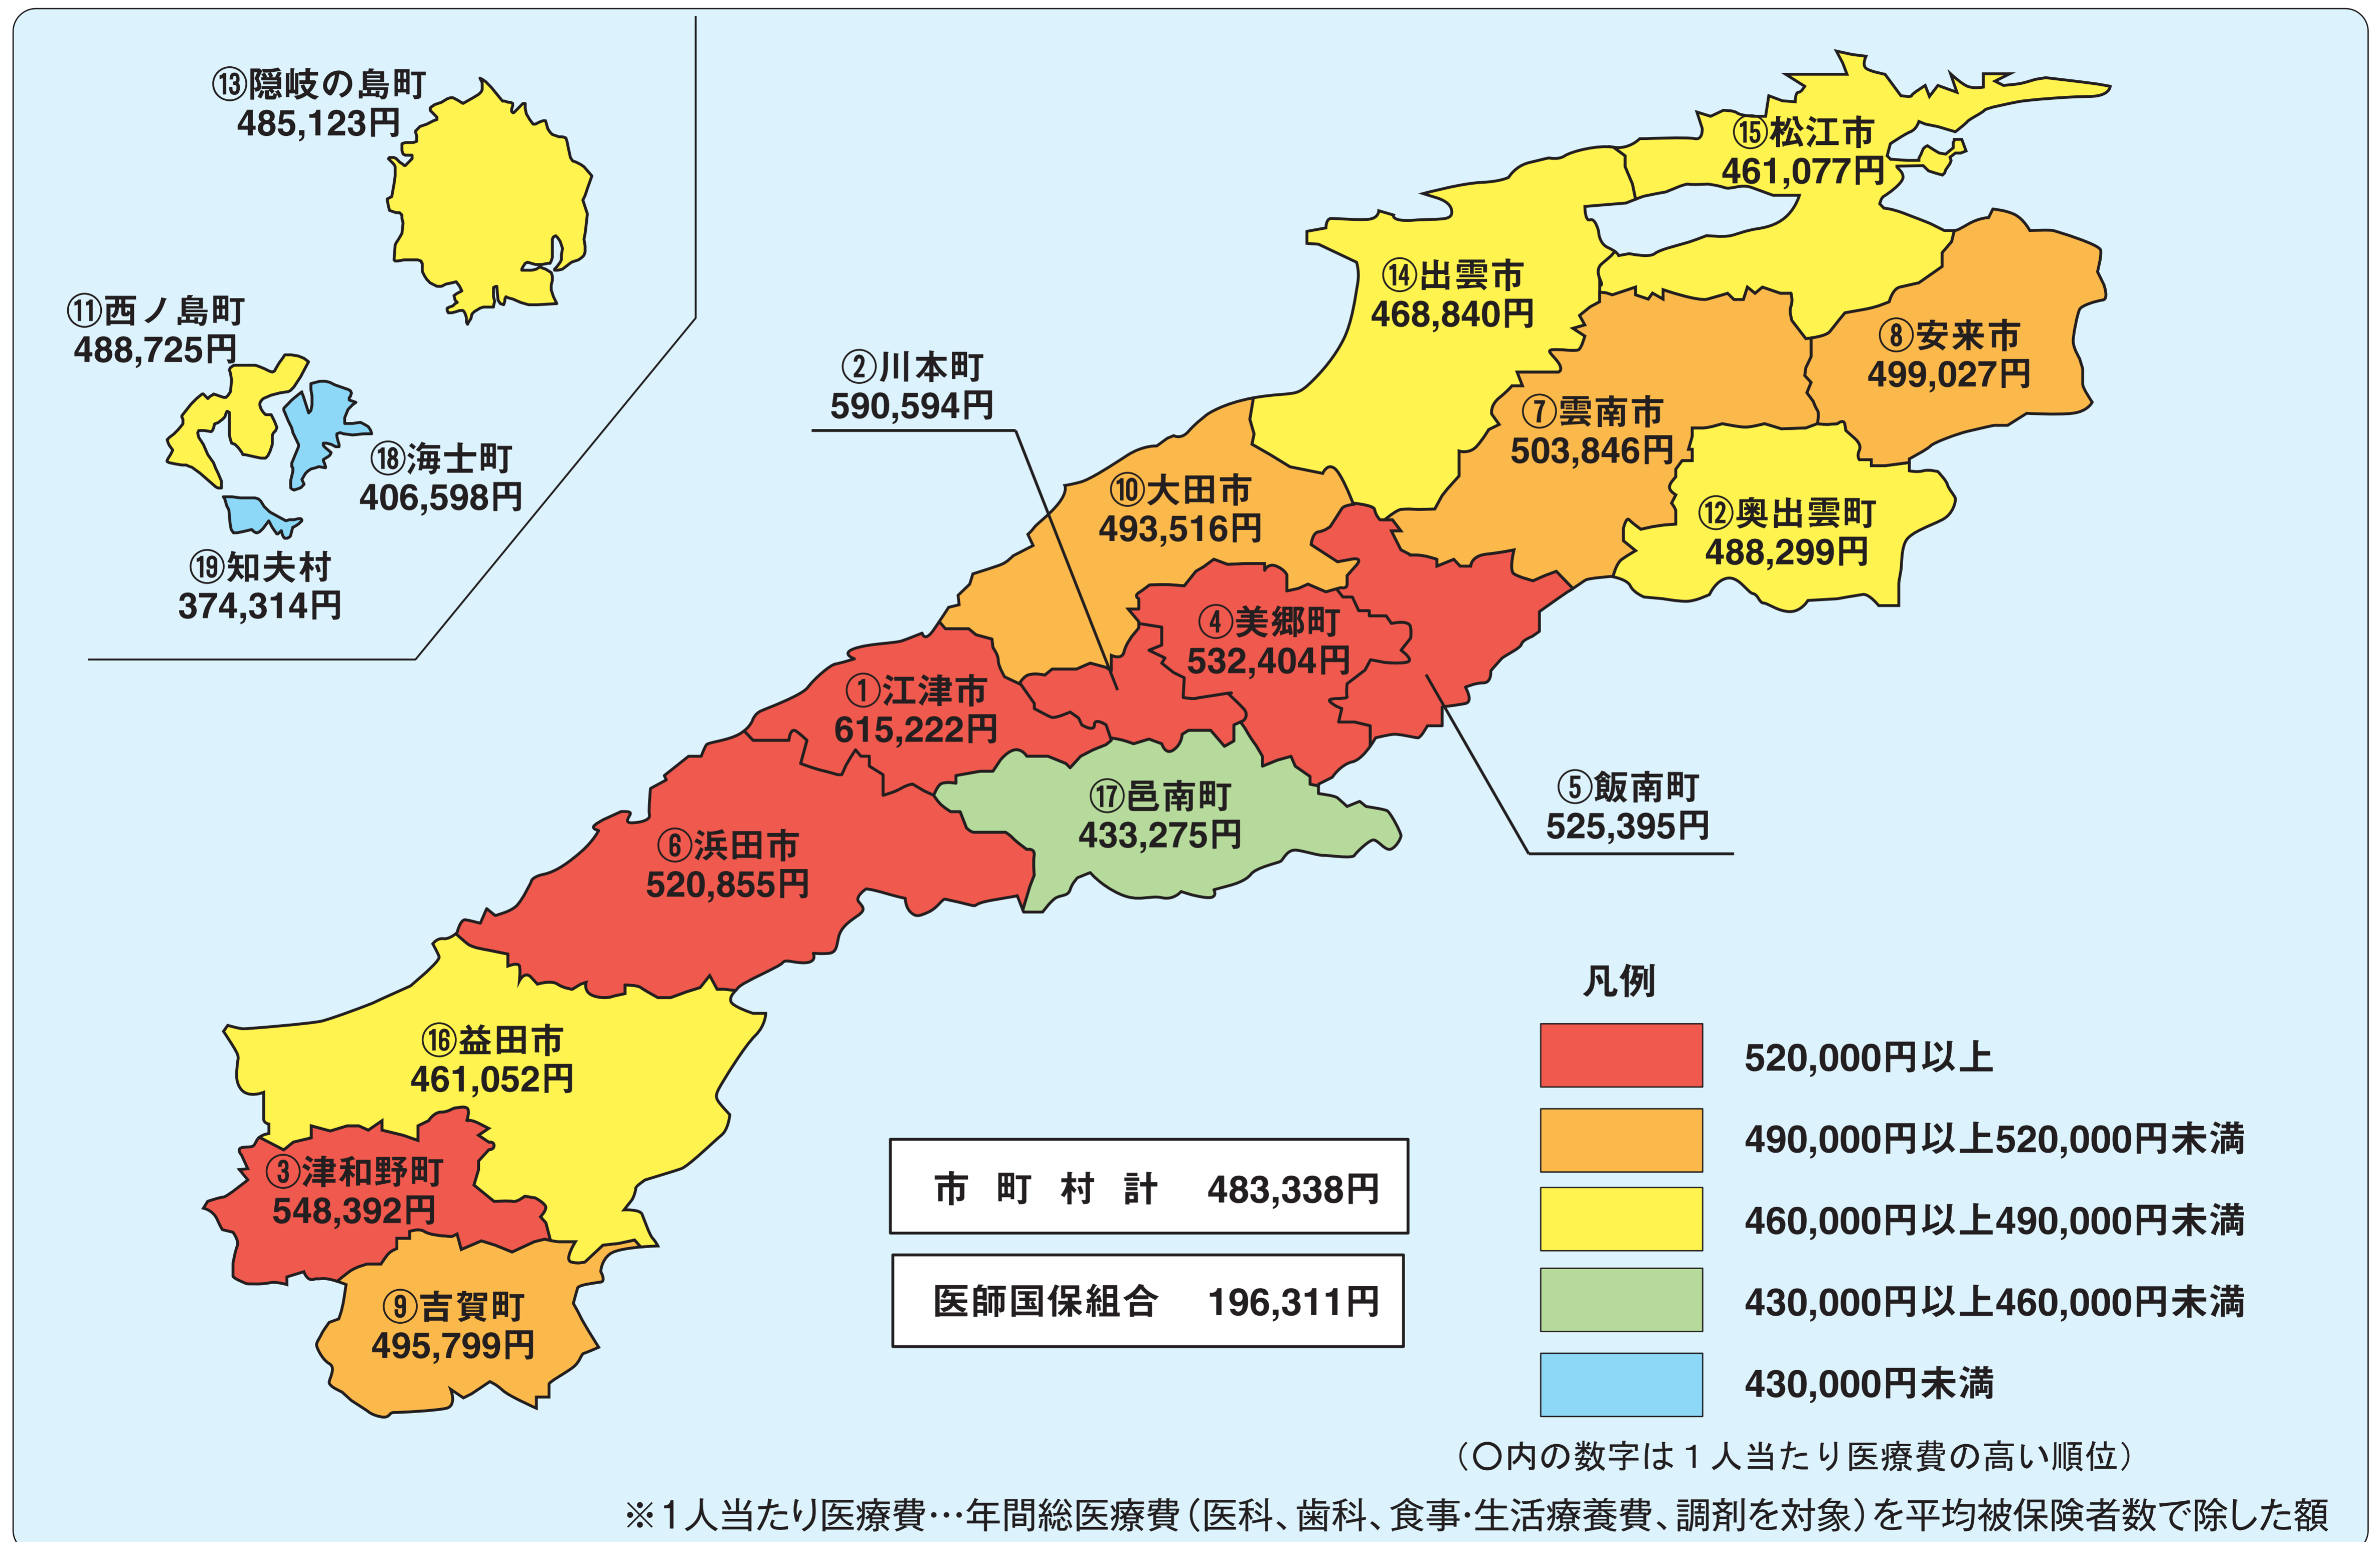 ⑬隠岐の島町
485,123円
⑪西ノ島町
488,725円
⑱海士町
406,598円
⑲知夫村
374,314円
⑮松江市
461,077円
⑭出雲市
468,840円
⑧安来市
499,027円
②川本町
590,594円
⑦雲南市
503,846円
⑩大田市
493,516円
⑫奥出雲町
488,299円
④美郷町
532,404円
①江津市
615,222円
⑤飯南町
525,395円
⑰邑南町
433,275円
⑥浜田市
520,855円
⑯益田市
461,052円
③津和野町
548,392円
⑨吉賀町
495,799円
市町村計 483,338円
医師国保組合 196,311円
凡例
520,000円以上
490,000円以上520,000円未満
460,000円以上490,000円未満
430,000円以上460,000円未満
430,000円未満
（○内の数字は１人当たり医療費の高い順位）
※１人当たり医療費…年間総医療費（医科、歯科、食事・生活療養費、調剤を対象）を平均被保険者数で除した額